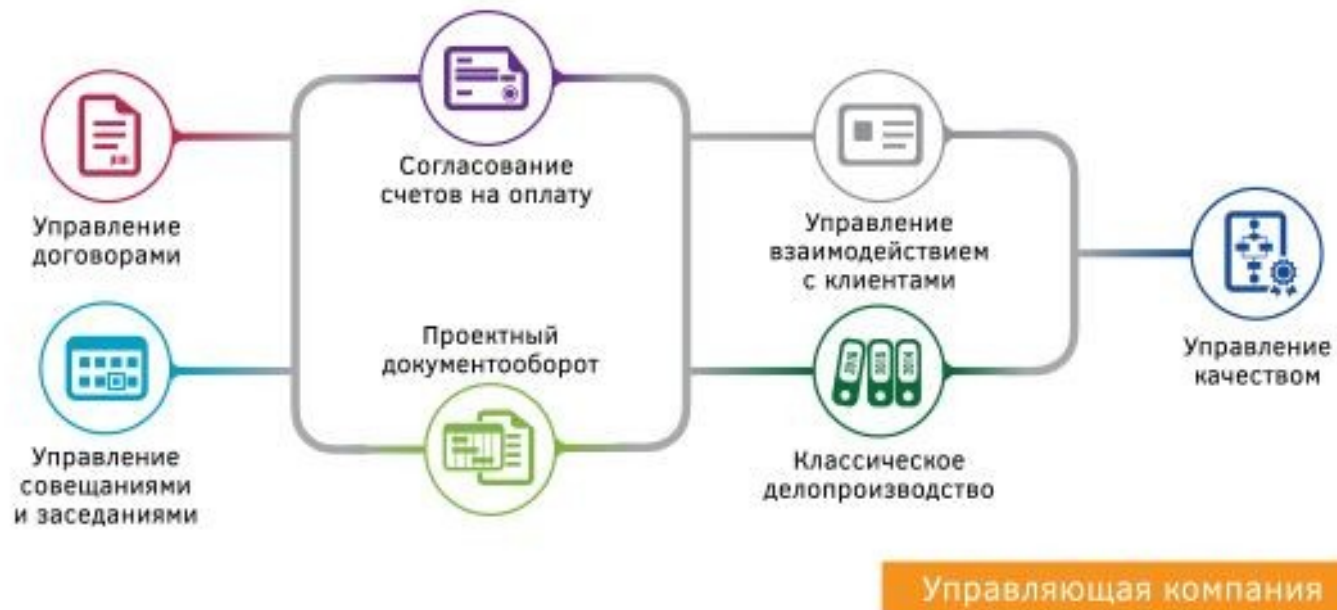 Управление
договорами
Согласование
счетов на оплату
Управление
взаимодействием
с клиентами
Управление
качеством
Управление
совещаниями
и заседаниями
Проектный
документооборот
Классическое
делопроизводство
Управляющая компания